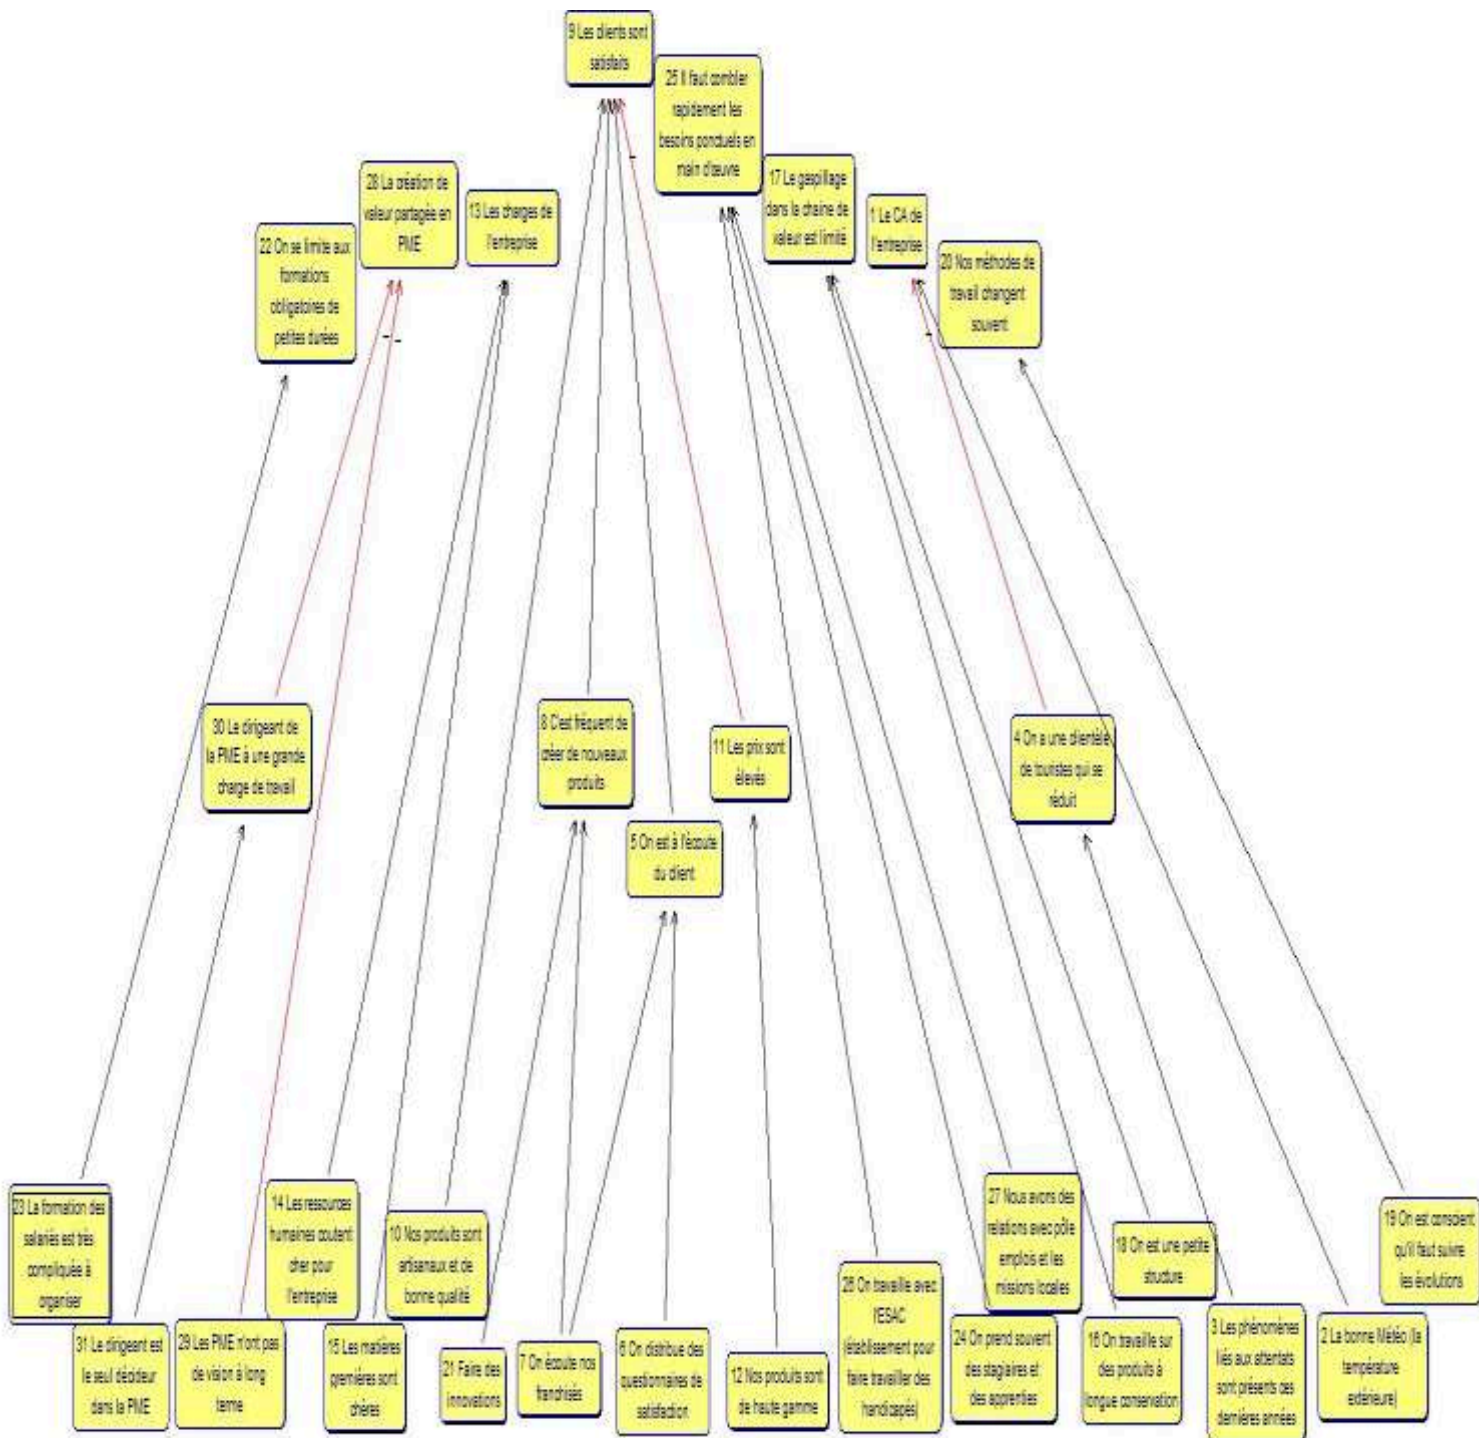 9 Les clients sont
satisfaits
25 Il faut combler
rapidement les
besoins ponctuels en
main d'œuvre
17 Le gaspillage
dans la chaine de
valeur est limité
28 La création de
valeur partagée en
PME
13 Les charges de
l'entreprise
1 Le CA de
l'entreprise
22 On se limite aux
formations
obligatoires de
petites durées
20 Nos méthodes de
travail changent
souvent
-
-
-
-
30 Le dirigeant de
la PME à une grande
charge de travail
8 C'est fréquent de
créer de nouveaux
produits
11 Les prix sont
élevés
4 On a une clientèle
de touristes qui se
réduit
5 On est à l'écoute
du client
23 La formation des
salariés est très
compliquée à
organiser
14 Les ressources
humaines coutent
cher pour
l'entreprise
10 Nos produits sont
artisanaux et de
bonne qualité
27 Nous avons des
relations avec pôle
emplois et les
missions locales
18 On est une petite
structure
19 On est conscient
qu'il faut suivre
les évolutions
31 Le dirigeant est
le seul décideur
dans la PME
29 Les PME n'ont pas
de vision à long
terme
15 Les matières
premières sont
chères
21 Faire des
innovations
7 On écoute nos
franchisés
6 On distribue des
questionnaires de
satisfaction
12 Nos produits sont
de haute gamme
26 On travaille avec
l'ESAC
(établissement pour
faire travailler des
handicapés)
24 On prend souvent
des stagiaires et
des apprenties
16 On travaille sur
des produits à
longue conservation
3 Les phénomènes
liés aux attentats
sont présents ces
dernières années
2 La bonne Météo (la
température
extérieure)